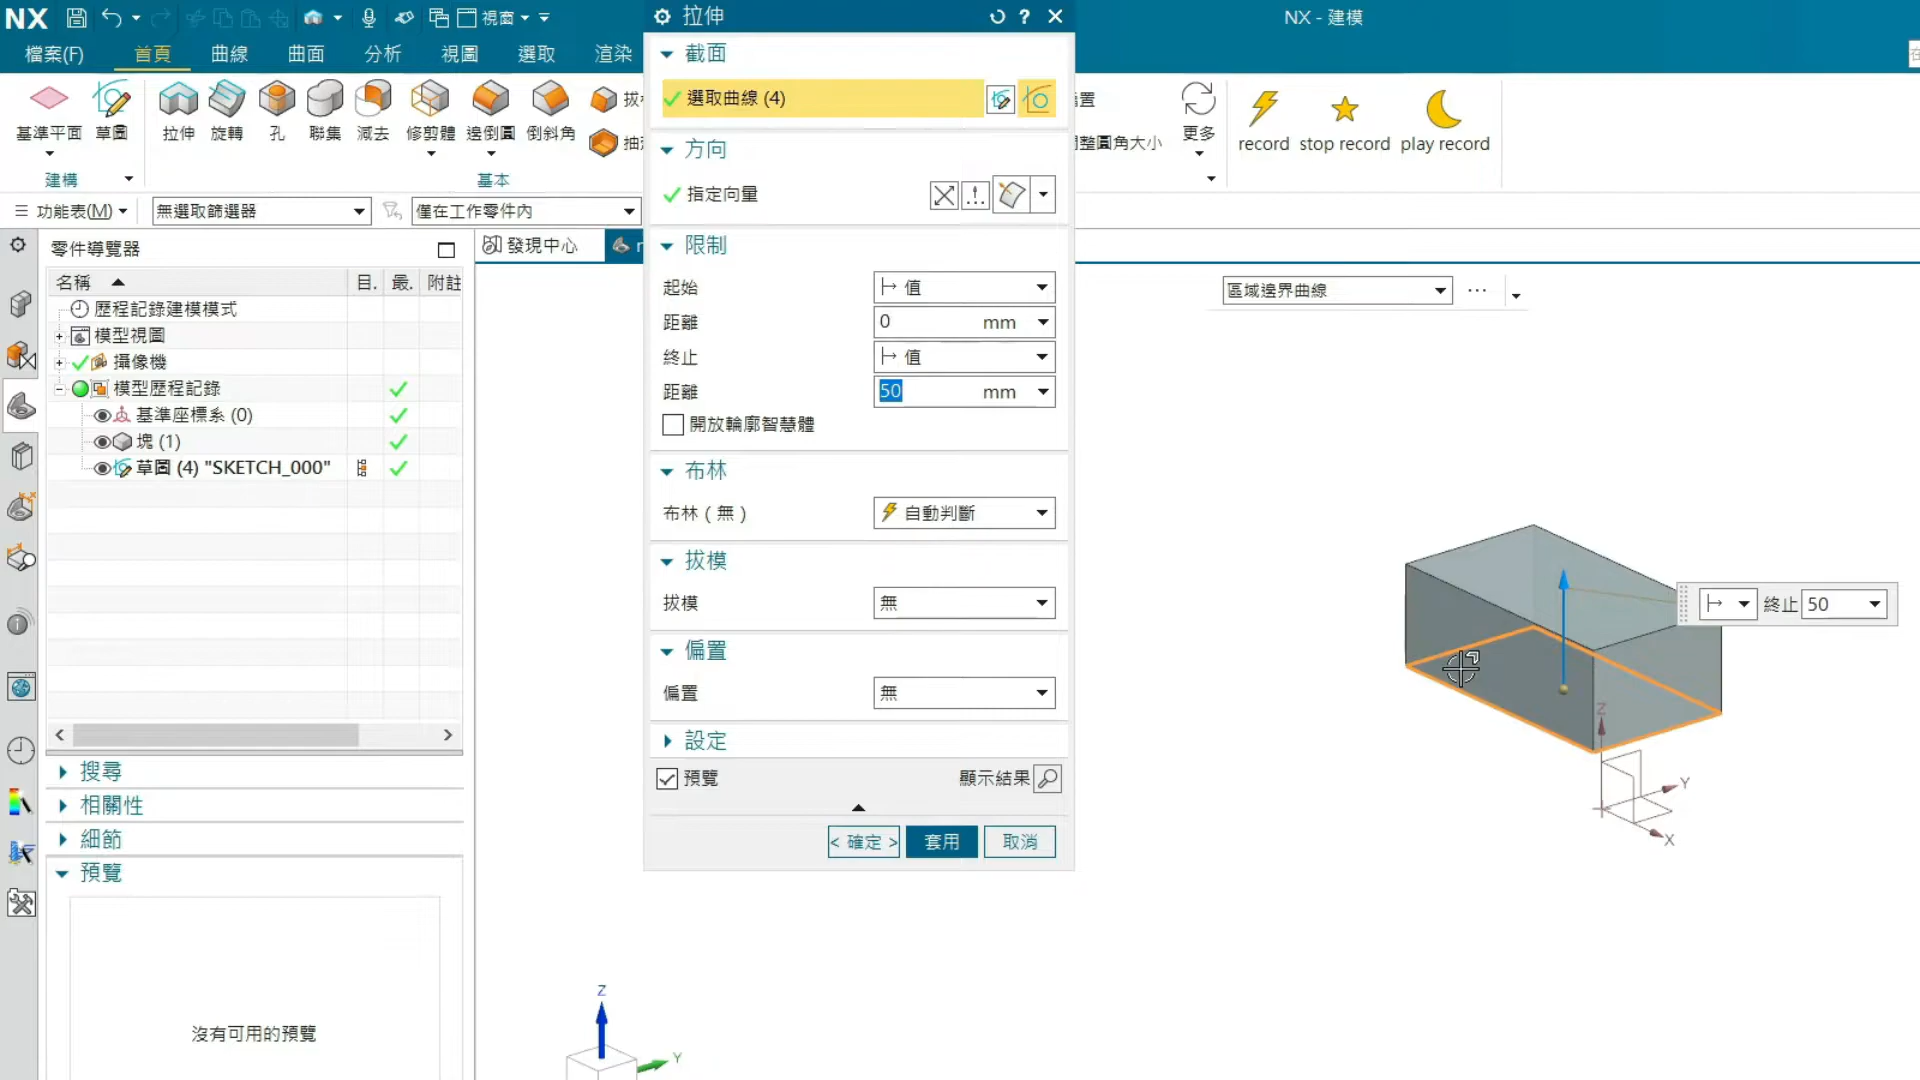 NX
視窗
拉伸
NX - 建模
檔案(F)
首頁
曲線
曲面
分析
視圖
選取
渲染
基準平面
草圖
拉伸
旋轉
孔
聯集
減去
修剪體
邊倒圓
倒斜角
更多
record
stop record
play record
調整圓角大小
建構
基本
功能表(M)
無選取篩選器
僅在工作零件內
零件導覽器
發現中心
名稱
目.
最.
附註
歷程記錄建模模式
模型視圖
攝像機
模型歷程記錄
基準座標系 (0)
塊 (1)
草圖 (4) "SKETCH_000"
搜尋
相關性
細節
預覽
沒有可用的預覽
截面
選取曲線 (4)
方向
指定向量
限制
起始
值
距離
0
mm
終止
值
距離
50
mm
開放輪廓智慧體
布林
布林 ( 無 )
自動判斷
拔模
拔模
無
偏置
偏置
無
設定
預覽
顯示結果
< 確定 >
套用
取消
區域邊界曲線
終止
50
Z
Y
X
Z
Y